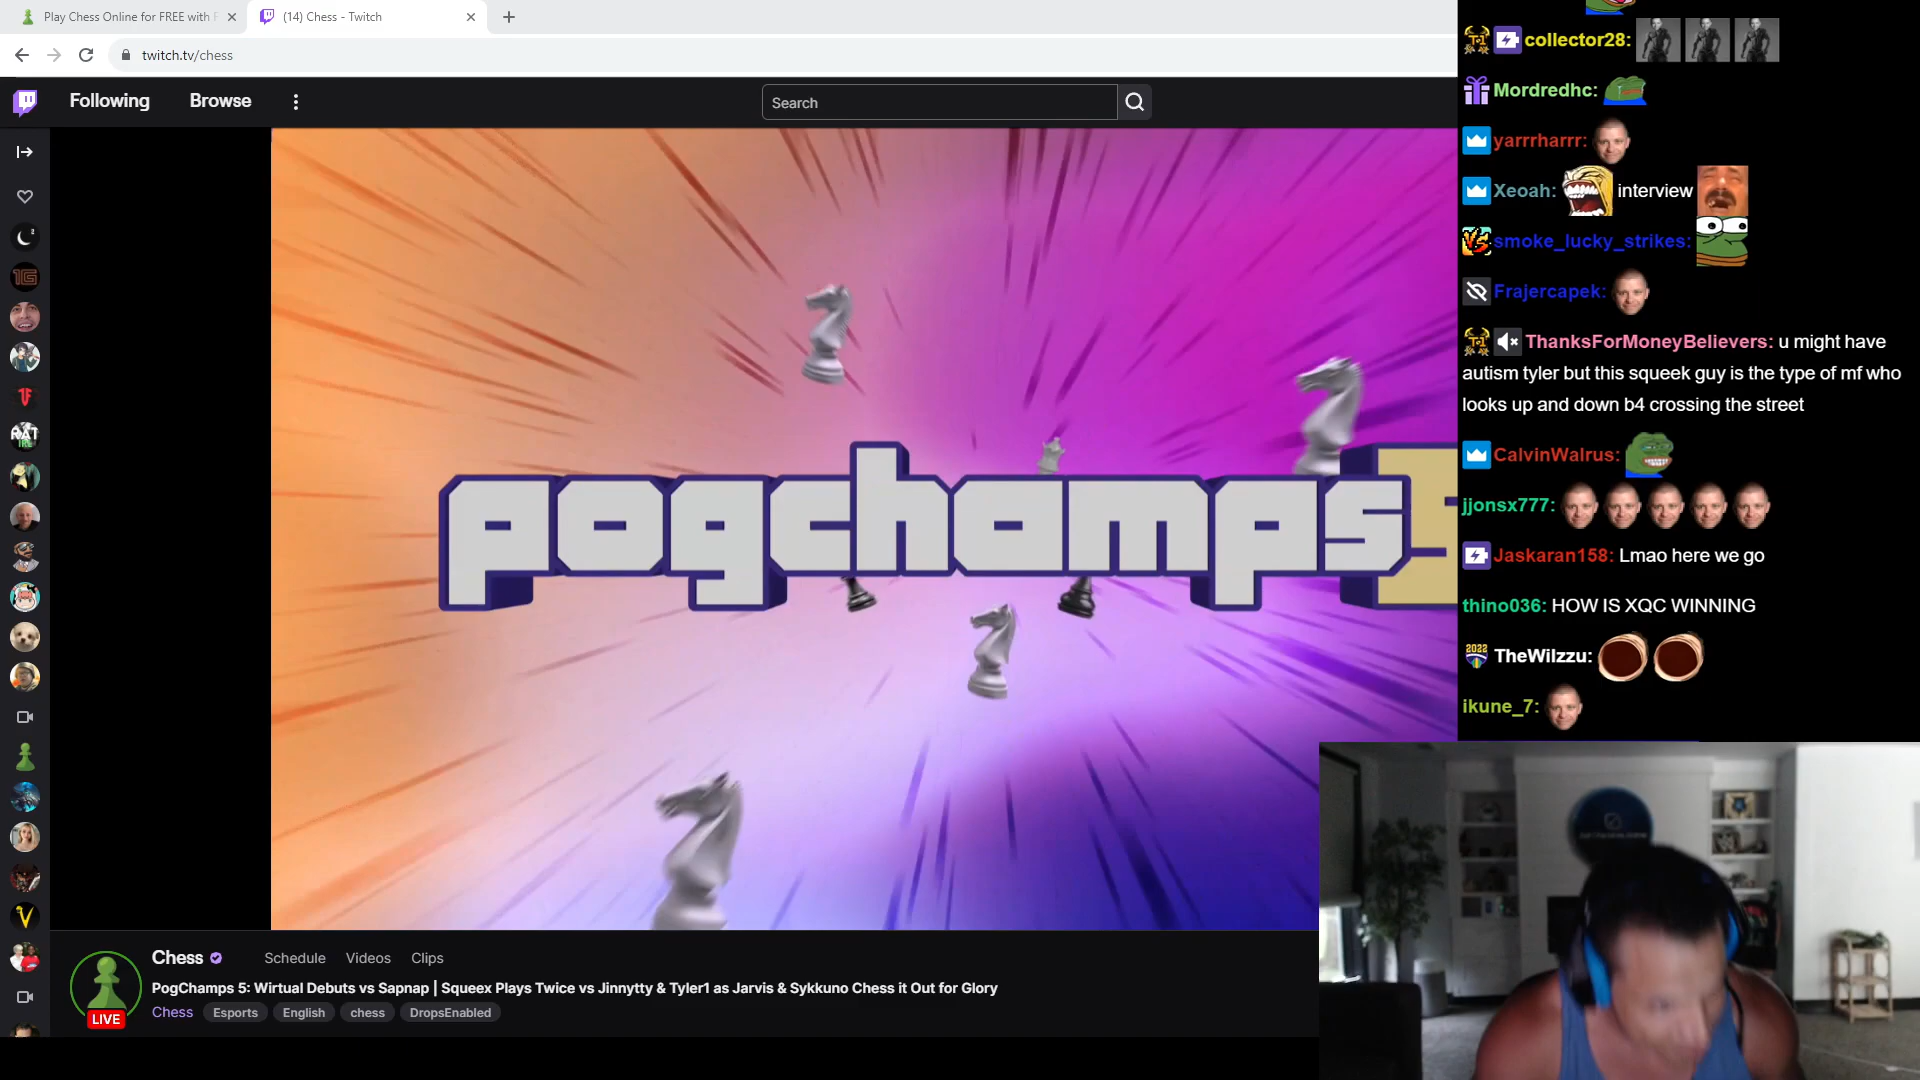 Play Chess Online for FREE with F
(14) Chess - Twitch
twitch.tv/chess
Following
Browse
Search
pogchamps 5
Chess
Schedule
Videos
Clips
PogChamps 5: Wirtual Debuts vs Sapnap | Squeex Plays Twice vs Jinnytty & Tyler1 as Jarvis & Sykkuno Chess it Out for Glory
LIVE
Chess
Esports
English
chess
DropsEnabled
collector28:
Mordredhc:
yarrrharrr:
Xeoah: interview
smoke_lucky_strikes:
Frajercapek:
ThanksForMoneyBelievers: u might have
autism tyler but this squeek guy is the type of mf who
looks up and down b4 crossing the street
CalvinWalrus:
jjonsx777:
Jaskaran158: Lmao here we go
thino036: HOW IS XQC WINNING
2022
TheWilzzu:
ikune_7: